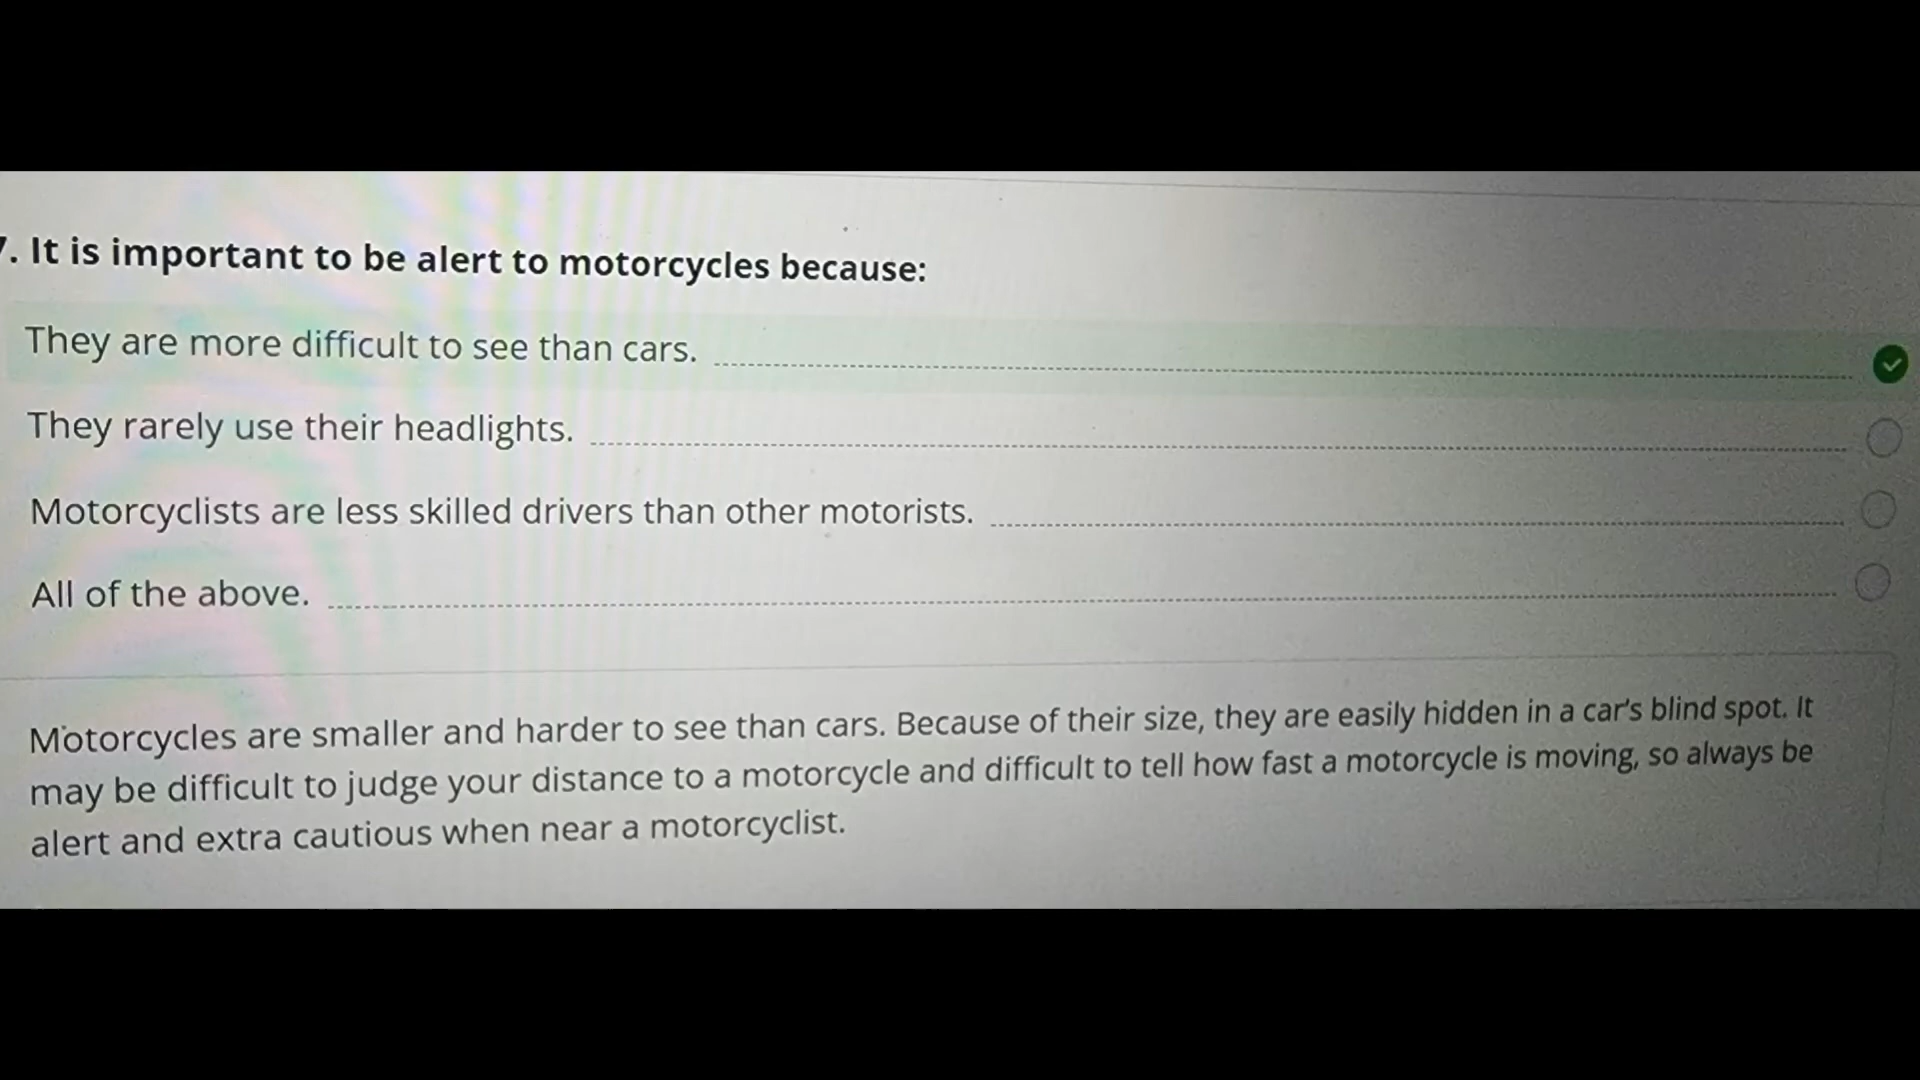 . It is important to be alert to motorcycles because:
They are more difficult to see than cars.
They rarely use their headlights.
Motorcyclists are less skilled drivers than other motorists.
All of the above.
Motorcycles are smaller and harder to see than cars. Because of their size, they are easily hidden in a car's blind spot. It
may be difficult to judge your distance to a motorcycle and difficult to tell how fast a motorcycle is moving, so always be
alert and extra cautious when near a motorcyclist.